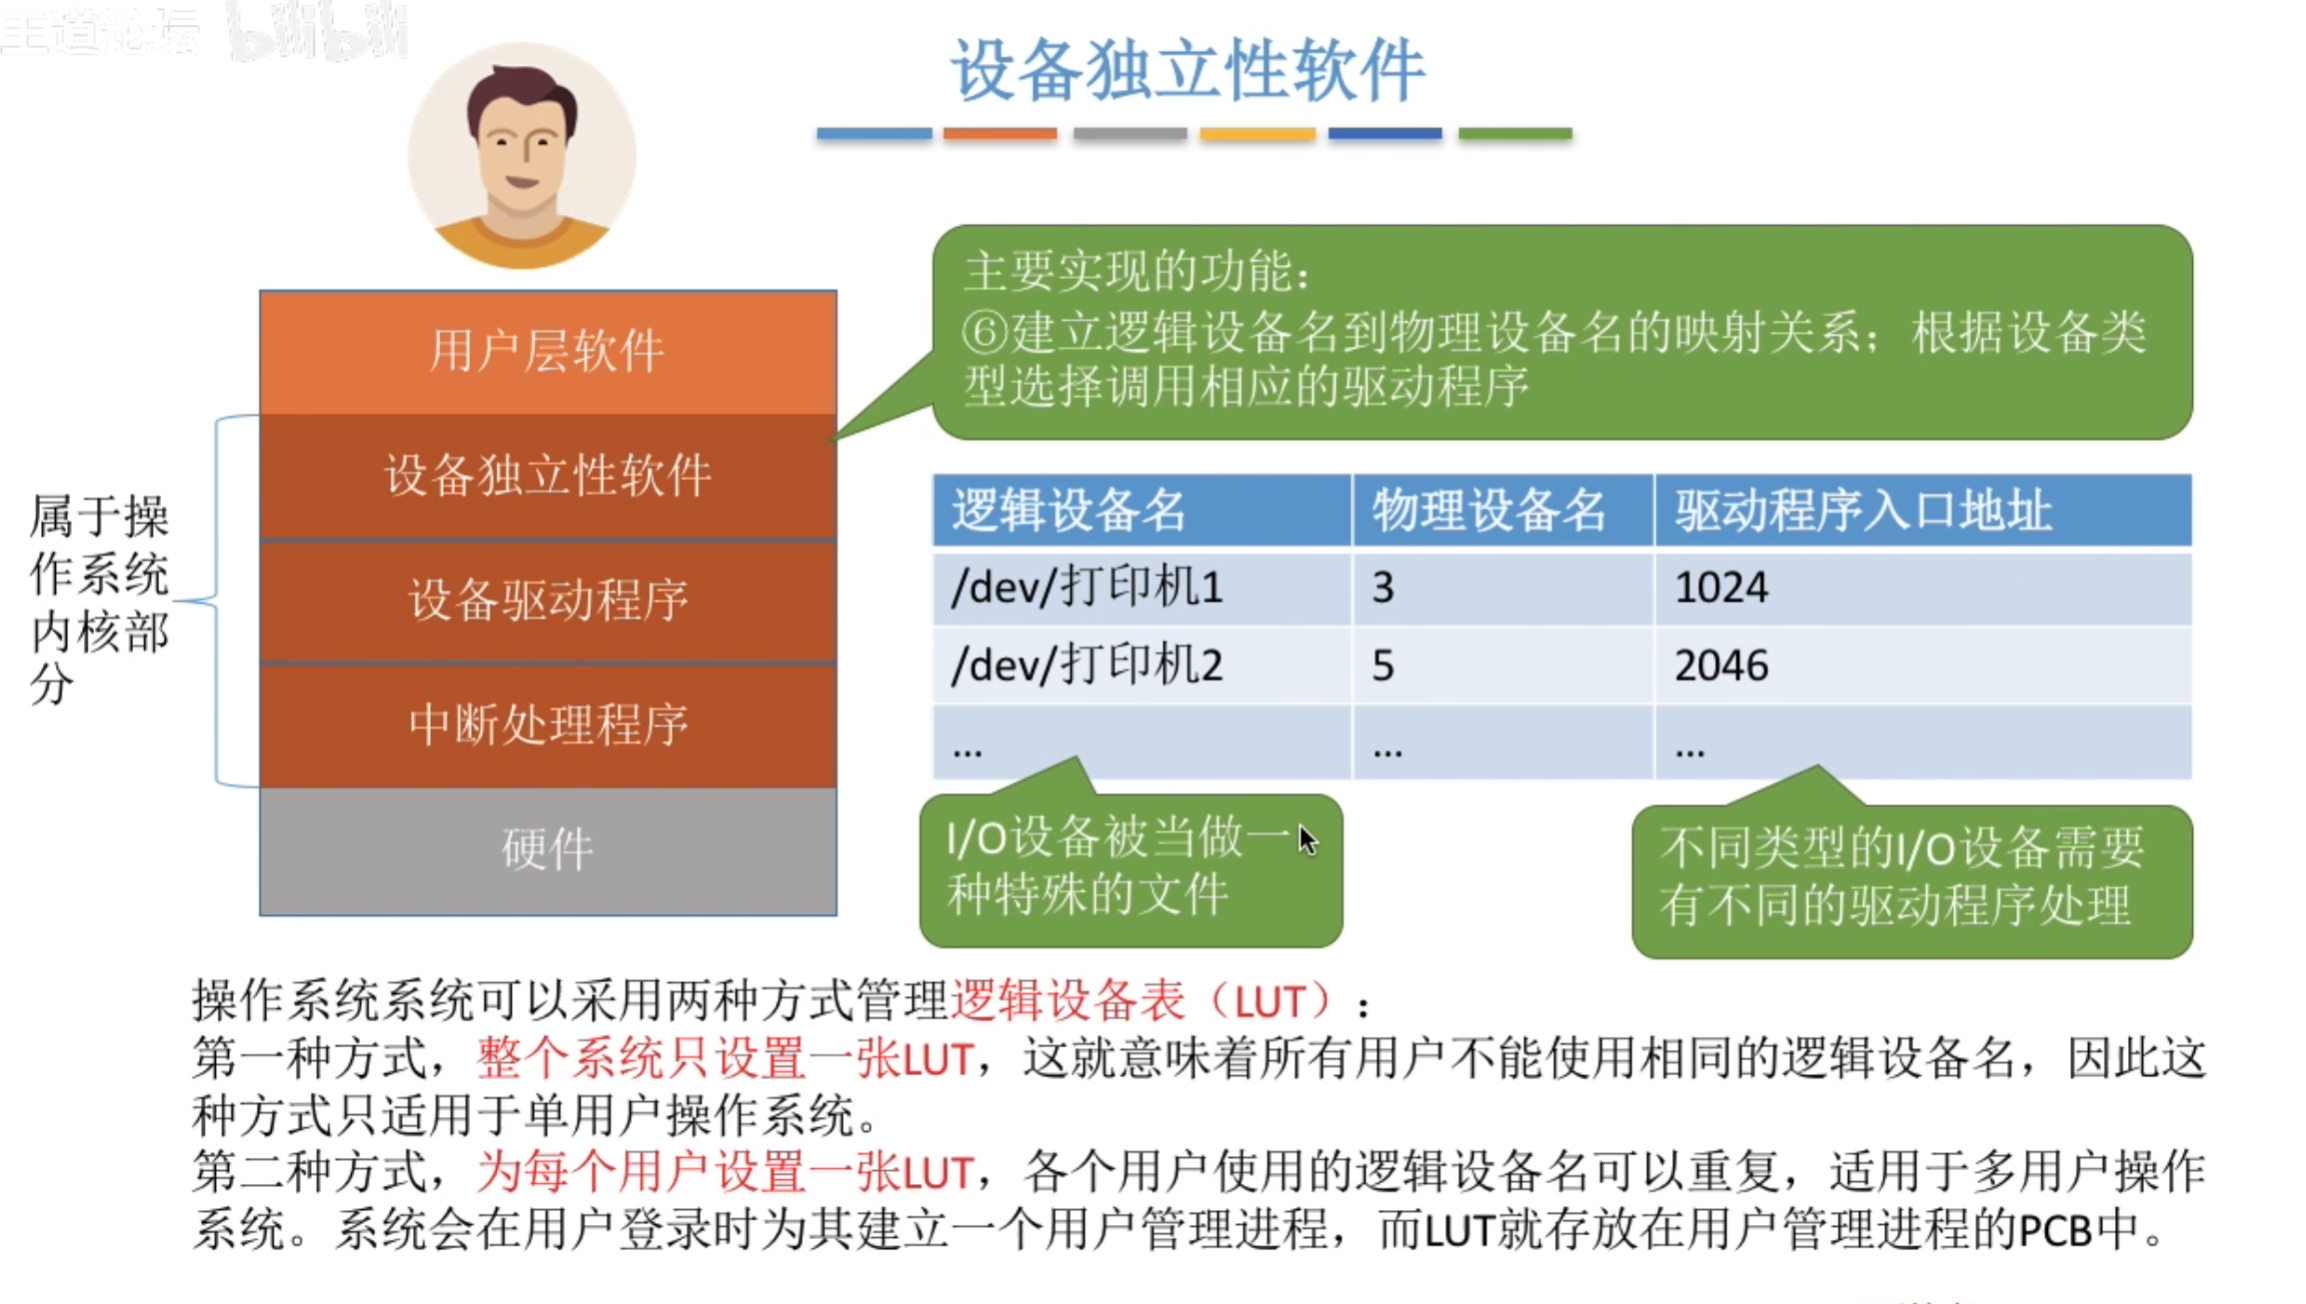 王道论坛 bilibili
设备独立性软件
主要实现的功能：
⑥建立逻辑设备名到物理设备名的映射关系；根据设备类
型选择调用相应的驱动程序
用户层软件
设备独立性软件
设备驱动程序
中断处理程序
硬件
属于操
作系统
内核部
分
逻辑设备名 物理设备名 驱动程序入口地址
/dev/打印机1 3 1024
/dev/打印机2 5 2046
... ... ...
I/O设备被当做一
种特殊的文件
不同类型的I/O设备需要
有不同的驱动程序处理
操作系统系统可以采用两种方式管理逻辑设备表（LUT）：
第一种方式，整个系统只设置一张LUT，这就意味着所有用户不能使用相同的逻辑设备名，因此这
种方式只适用于单用户操作系统。
第二种方式，为每个用户设置一张LUT，各个用户使用的逻辑设备名可以重复，适用于多用户操作
系统。系统会在用户登录时为其建立一个用户管理进程，而LUT就存放在用户管理进程的PCB中。